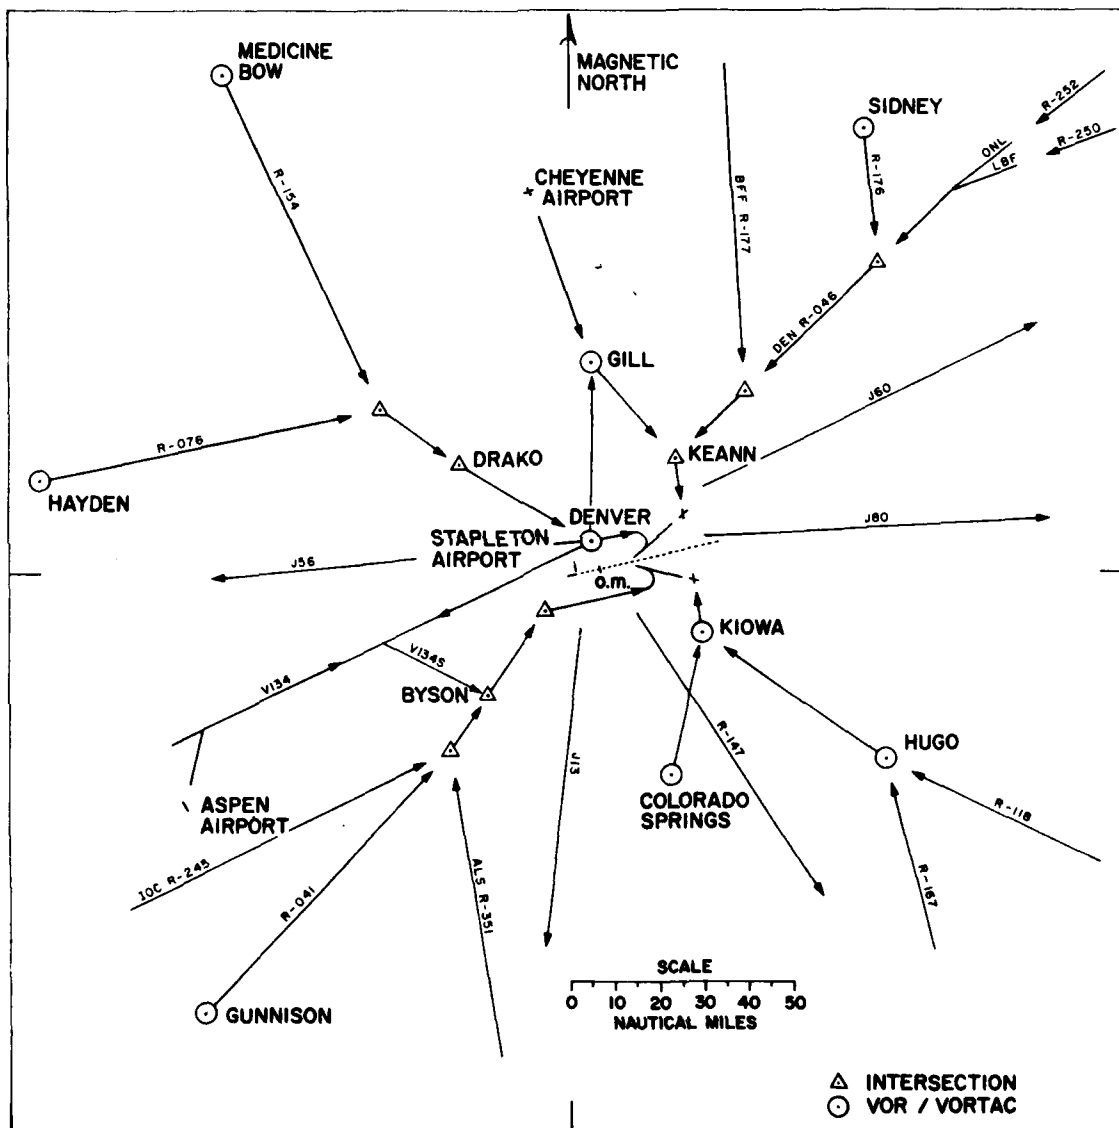 MEDICINE
BOW
MAGNETIC
NORTH
SIDNEY
R-252
R-250
ONL
LBF
R-176
CHEYENNE
AIRPORT
BFF R-177
R-154
DEN R-046
GILL
J60
R-076
DRAKO
KEANN
HAYDEN
DENVER
STAPLETON
AIRPORT
J80
J56
O.M.
KIOWA
V134
V134S
BYSON
R-147
HUGO
J13
COLORADO
SPRINGS
ASPEN
AIRPORT
R-118
IOC R-245
R-041
ALS R-351
R-167
SCALE
0 10 20 30 40 50
NAUTICAL MILES
GUNNISON
INTERSECTION
VOR / VORTAC